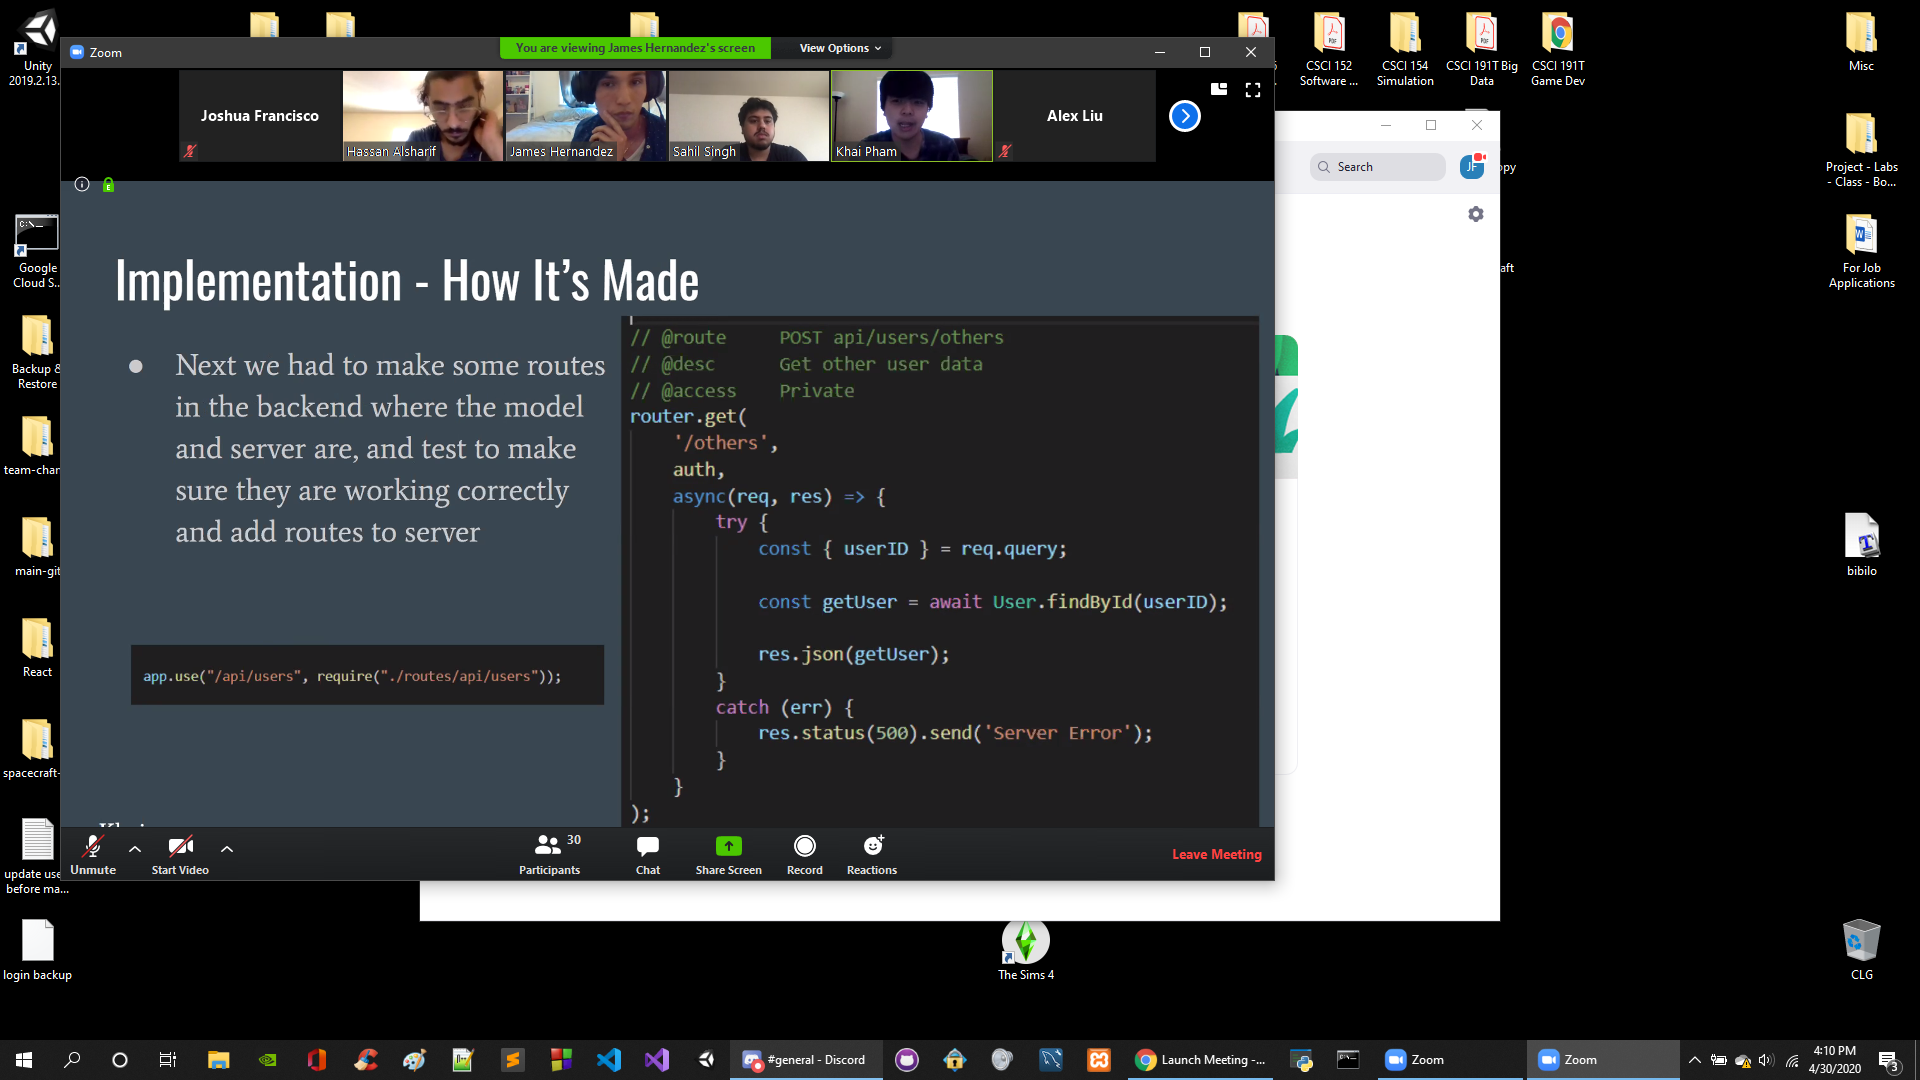 Unity
2019.2.13.
Zoom
You are viewing James Hernandez's screen
View Options
CSCI 152
Software ...
CSCI 154
Simulation
CSCI 191T Big
Data
CSCI 191T
Game Dev
Misc
Joshua Francisco
Hassan Alsharif
James Hernandez
Sahil Singh
Khai Pham
Alex Liu
Search
JF
opy
Project - Labs
- Class - Bo...
Google
Cloud S...
aft
For Job
Applications
Implementation - How It's Made
● Next we had to make some routes
in the backend where the model
and server are, and test to make
sure they are working correctly
and add routes to server
app.use("/api/users", require("./routes/api/users"));
// @route     POST api/users/others
// @desc      Get other user data
// @access    Private
router.get(
'/others',
auth,
async(req, res) => {
try {
const { userID } = req.query;
const getUser = await User.findById(userID);
res.json(getUser);
}
catch (err) {
res.status(500).send('Server Error');
}
}
);
Backup &
Restore
team-char
main-git
React
spacecraft-
update use
before ma...
login backup
bibilo
Unmute
Start Video
Participants
30
Chat
Share Screen
Record
Reactions
Leave Meeting
The Sims 4
CLG
#general - Discord
Launch Meeting -...
Zoom
Zoom
4:10 PM
4/30/2020
3